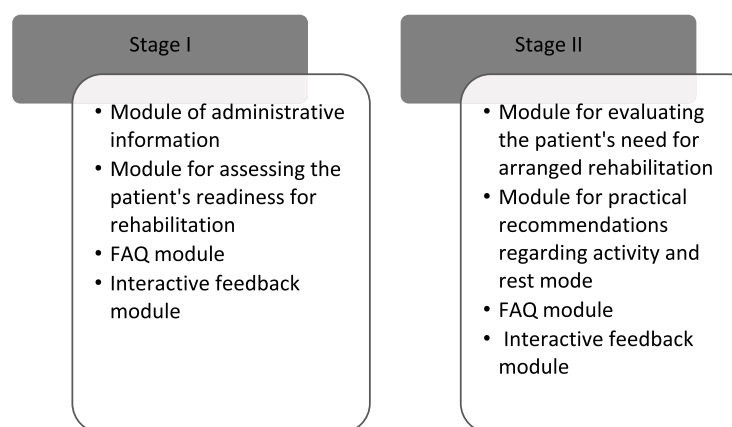 Stage I
• Module of administrative
information
• Module for assessing the
patient's readiness for
rehabilitation
• FAQ module
• Interactive feedback
module
Stage II
• Module for evaluating
the patient's need for
arranged rehabilitation
• Module for practical
recommendations
regarding activity and
rest mode
• FAQ module
• Interactive feedback
module